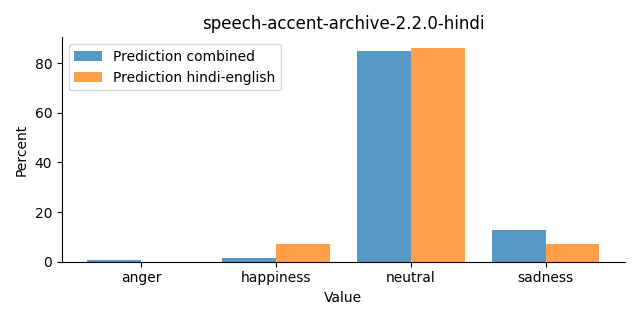 speech-accent-archive-2.2.0-hindi
Prediction combined
Prediction hindi-english
Percent
80
60
40
20
0
anger happiness neutral sadness
Value